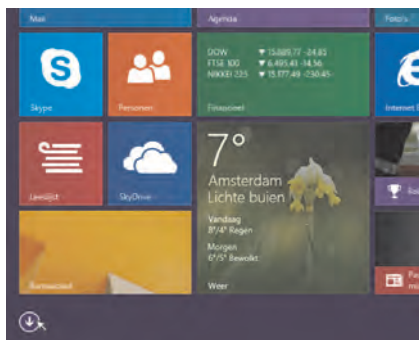 Mail
Agenda
Foto's
DOW ▼ 15.889,77 -24,85
FTSE 100 ▼ 6.495,41 -14,56
NIKKEI 225 ▼ 15.177,49 -230,45
Skype
Personen
Financieel
Internet
Leeslijst
SkyDrive
7°
Amsterdam
Lichte buien
Vandaag
8°/4° Regen
Morgen
6°/5° Bewolkt
Bureaublad
Weer